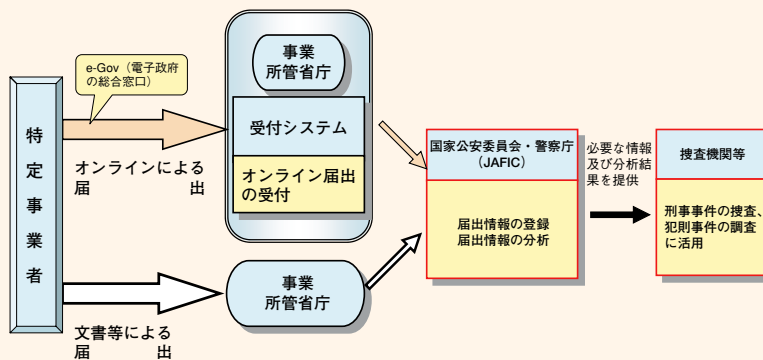 特定事業者
e-Gov（電子政府
の総合窓口）
オンラインによる
届出
事業
所管省庁
受付システム
オンライン届出
の受付
文書等による
届出
事業
所管省庁
国家公安委員会・警察庁
（JAFIC）
届出情報の登録
届出情報の分析
必要な情報
及び分析結
果を提供
捜査機関等
刑事事件の捜査、
犯則事件の調査
に活用